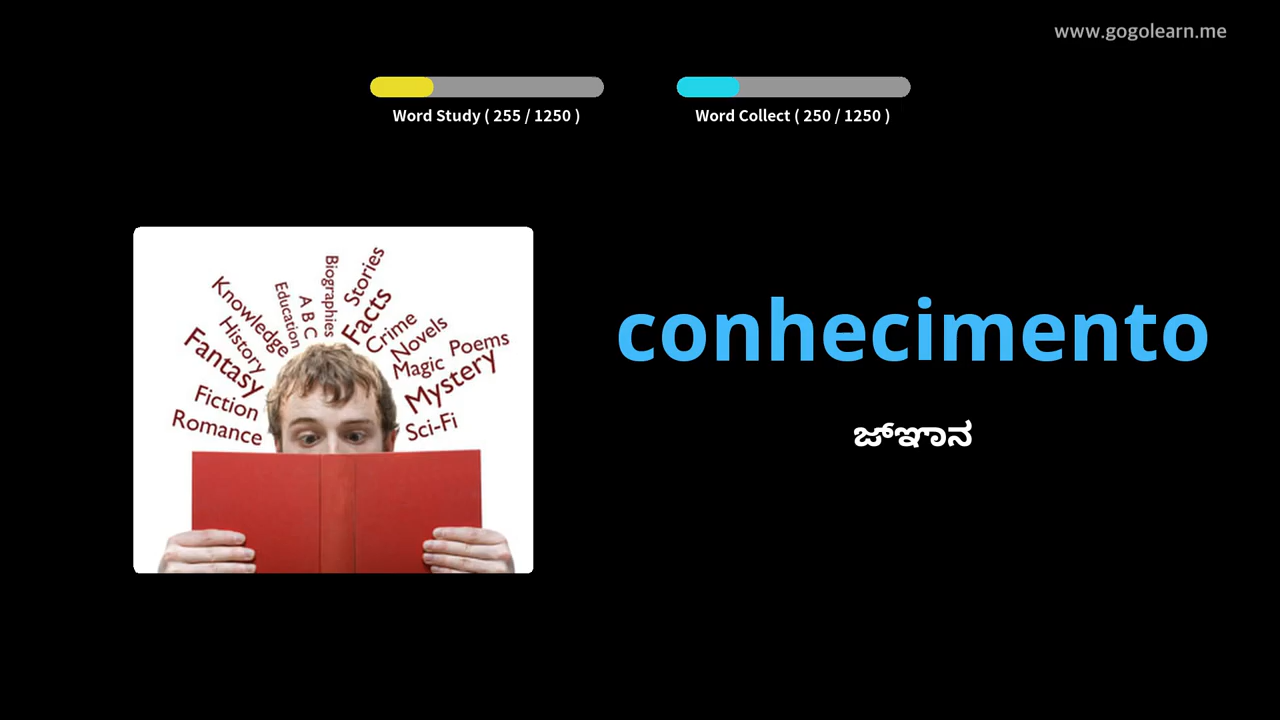 www.gogolearn.me
Word Study ( 255 / 1250 )
Word Collect ( 250 / 1250 )
Biographies
Stories
Knowledge
Education
A B C
Facts
History
Crime
Novels
Fantasy
Magic
Poems
Mystery
Fiction
Romance
Sci-Fi
conhecimento
ಜ್ಞಾನ